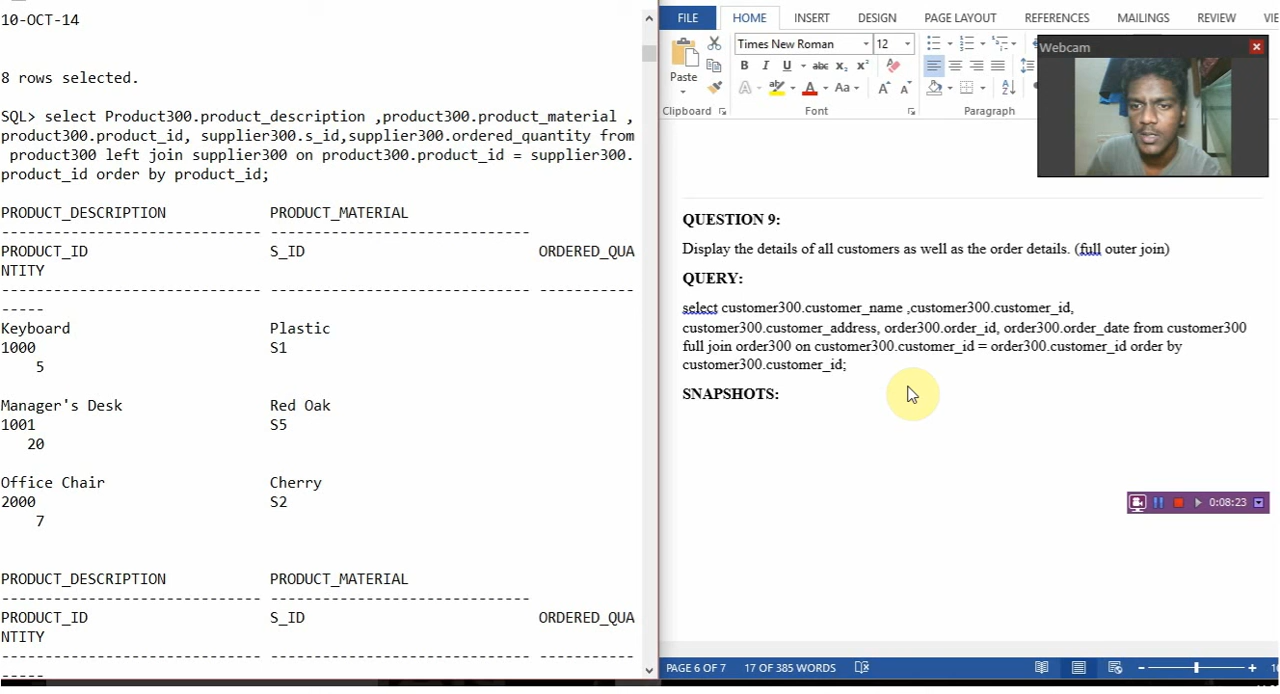 10-OCT-14
8 rows selected.
SQL> select Product300.product_description ,product300.product_material ,
product300.product_id, supplier300.s_id,supplier300.ordered_quantity from
product300 left join supplier300 on product300.product_id = supplier300.
product_id order by product_id;
PRODUCT_DESCRIPTION PRODUCT_MATERIAL
------------------------------ ------------------------------
PRODUCT_ID S_ID ORDERED_QUA
NTITY
------------------------------ ------------------------------ -----------
-----
Keyboard Plastic
1000 S1
5
Manager's Desk Red Oak
1001 S5
20
Office Chair Cherry
2000 S2
7
PRODUCT_DESCRIPTION PRODUCT_MATERIAL
------------------------------ ------------------------------
PRODUCT_ID S_ID ORDERED_QUA
NTITY
------------------------------ ------------------------------ -----------
-----
FILE HOME INSERT DESIGN PAGE LAYOUT REFERENCES MAILINGS REVIEW VIE
Times New Roman 12
Paste B I U abc X₂ X² A Aa A A
Clipboard Font Paragraph
Webcam
QUESTION 9:
Display the details of all customers as well as the order details. (full outer join)
QUERY:
select customer300.customer_name ,customer300.customer_id,
customer300.customer_address, order300.order_id, order300.order_date from customer300
full join order300 on customer300.customer_id = order300.customer_id order by
customer300.customer_id;
SNAPSHOTS:
0:08:23
PAGE 6 OF 7 17 OF 385 WORDS